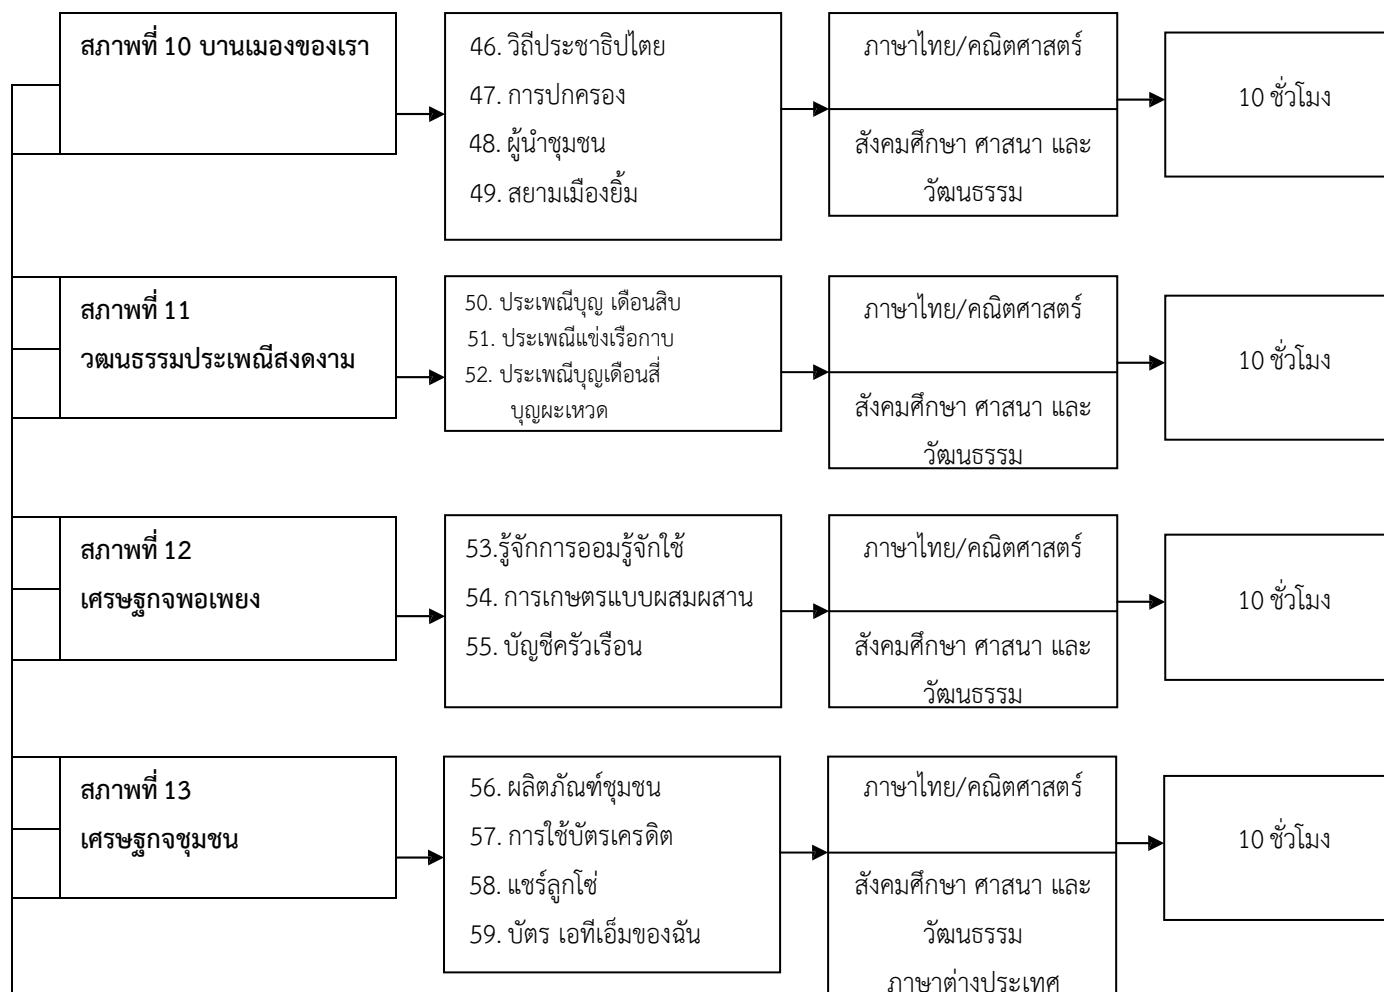 สภาพที่ 10 บานเมองของเรา
46. วิถีประชาธิปไตย
47. การปกครอง
48. ผู้นำชุมชน
49. สยามเมืองยิ้ม
ภาษาไทย/คณิตศาสตร์
สังคมศึกษา ศาสนา และ
วัฒนธรรม
10 ชั่วโมง
สภาพที่ 11
วฒนธรรมประเพณีสงดงาม
50. ประเพณีบุญ เดือนสิบ
51. ประเพณีแข่งเรือกาบ
52. ประเพณีบุญเดือนสี่
บุญผะเหวด
ภาษาไทย/คณิตศาสตร์
สังคมศึกษา ศาสนา และ
วัฒนธรรม
10 ชั่วโมง
สภาพที่ 12
เศรษฐกจพอเพยง
53.รู้จักการออมรู้จักใช้
54. การเกษตรแบบผสมผสาน
55. บัญชีครัวเรือน
ภาษาไทย/คณิตศาสตร์
สังคมศึกษา ศาสนา และ
วัฒนธรรม
10 ชั่วโมง
สภาพที่ 13
เศรษฐกจชุมชน
56. ผลิตภัณฑ์ชุมชน
57. การใช้บัตรเครดิต
58. แชร์ลูกโซ่
59. บัตร เอทีเอ็มของฉัน
ภาษาไทย/คณิตศาสตร์
สังคมศึกษา ศาสนา และ
วัฒนธรรม
ภาษาต่างประเทศ
10 ชั่วโมง